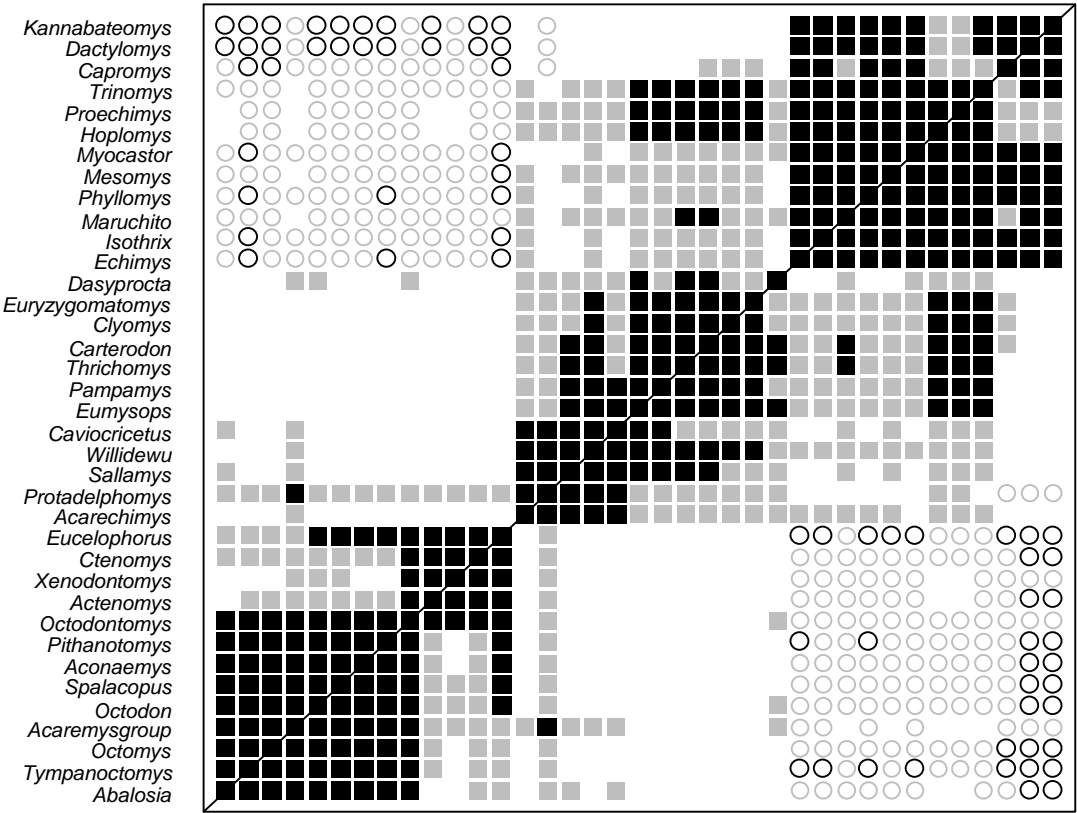 Kannabateomys
Dactylomys
Capromys
Trinomys
Proechimys
Hoplomys
Myocastor
Mesomys
Phyllomys
Maruchito
Isothrix
Echimys
Dasyprocta
Euryzygomatomys
Clyomys
Carterodon
Thrichomys
Pampamys
Eumysops
Caviocricetus
Willidewu
Sallamys
Protadelphomys
Acarechimys
Eucelophorus
Ctenomys
Xenodontomys
Actenomys
Octodontomys
Pithanotomys
Aconaemys
Spalacopus
Octodon
Acaremysgroup
Octomys
Tympanoctomys
Abalosia